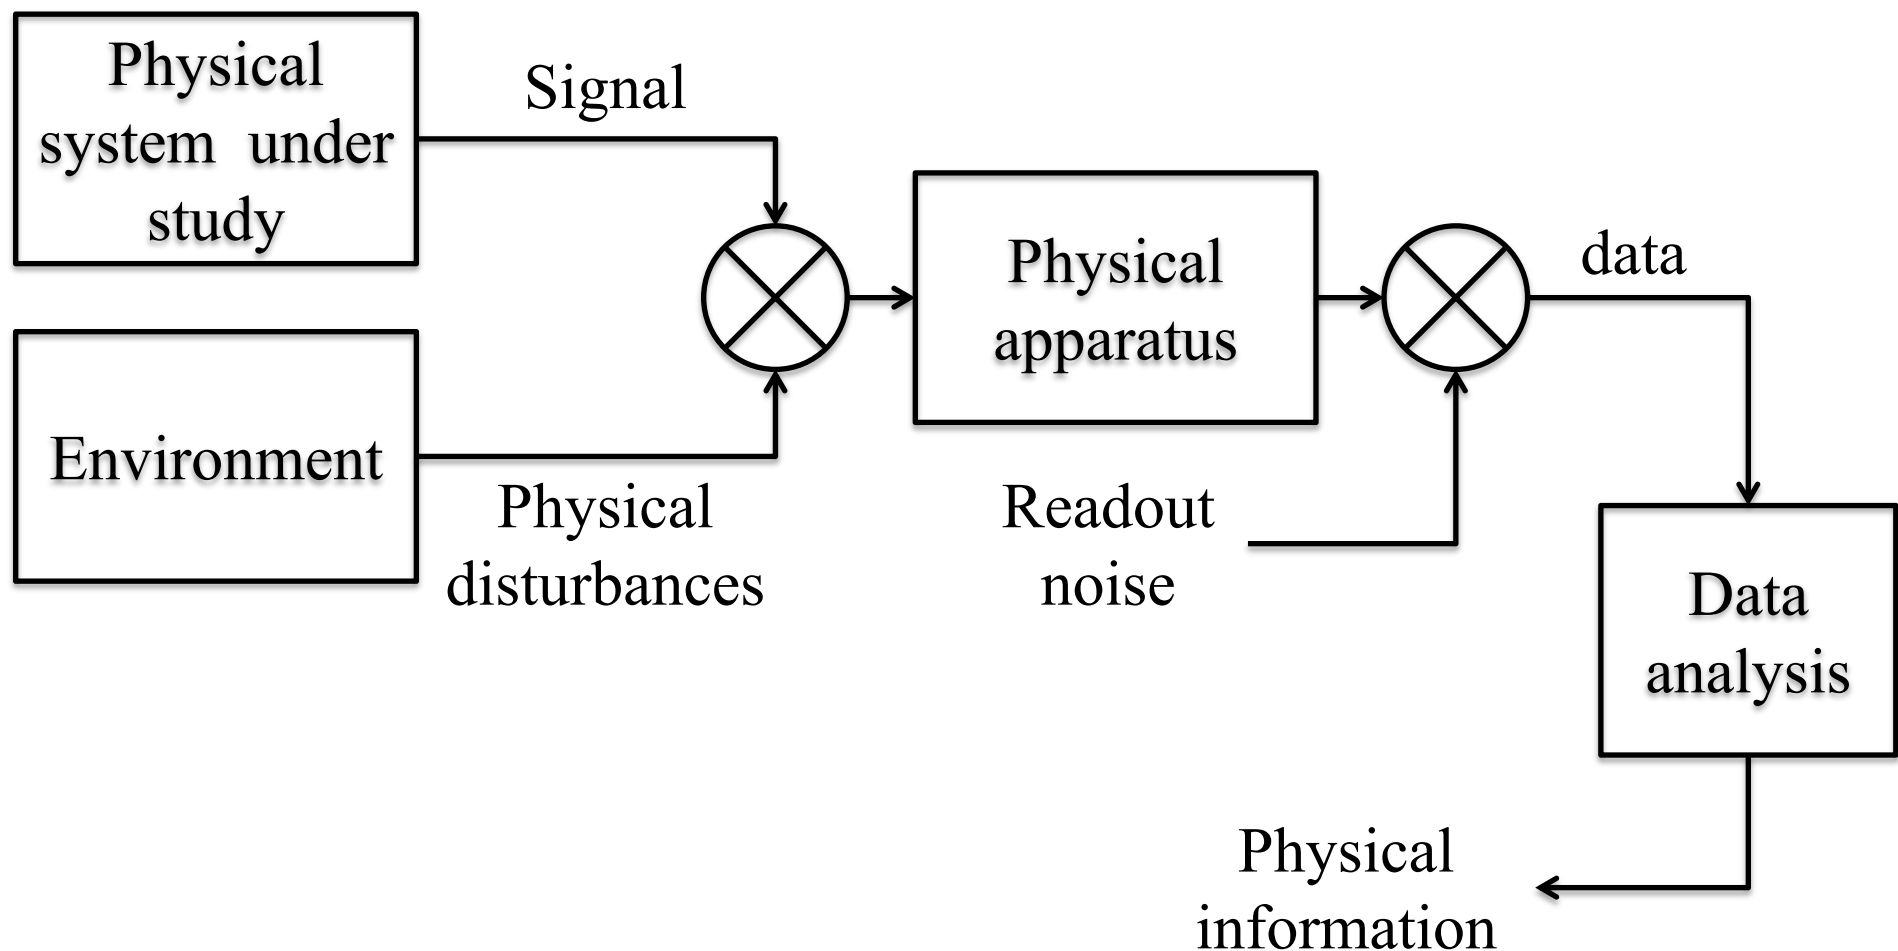 Physical
system under
study
Signal
Environment
Physical
disturbances
Physical
apparatus
Readout
noise
data
Data
analysis
Physical
information